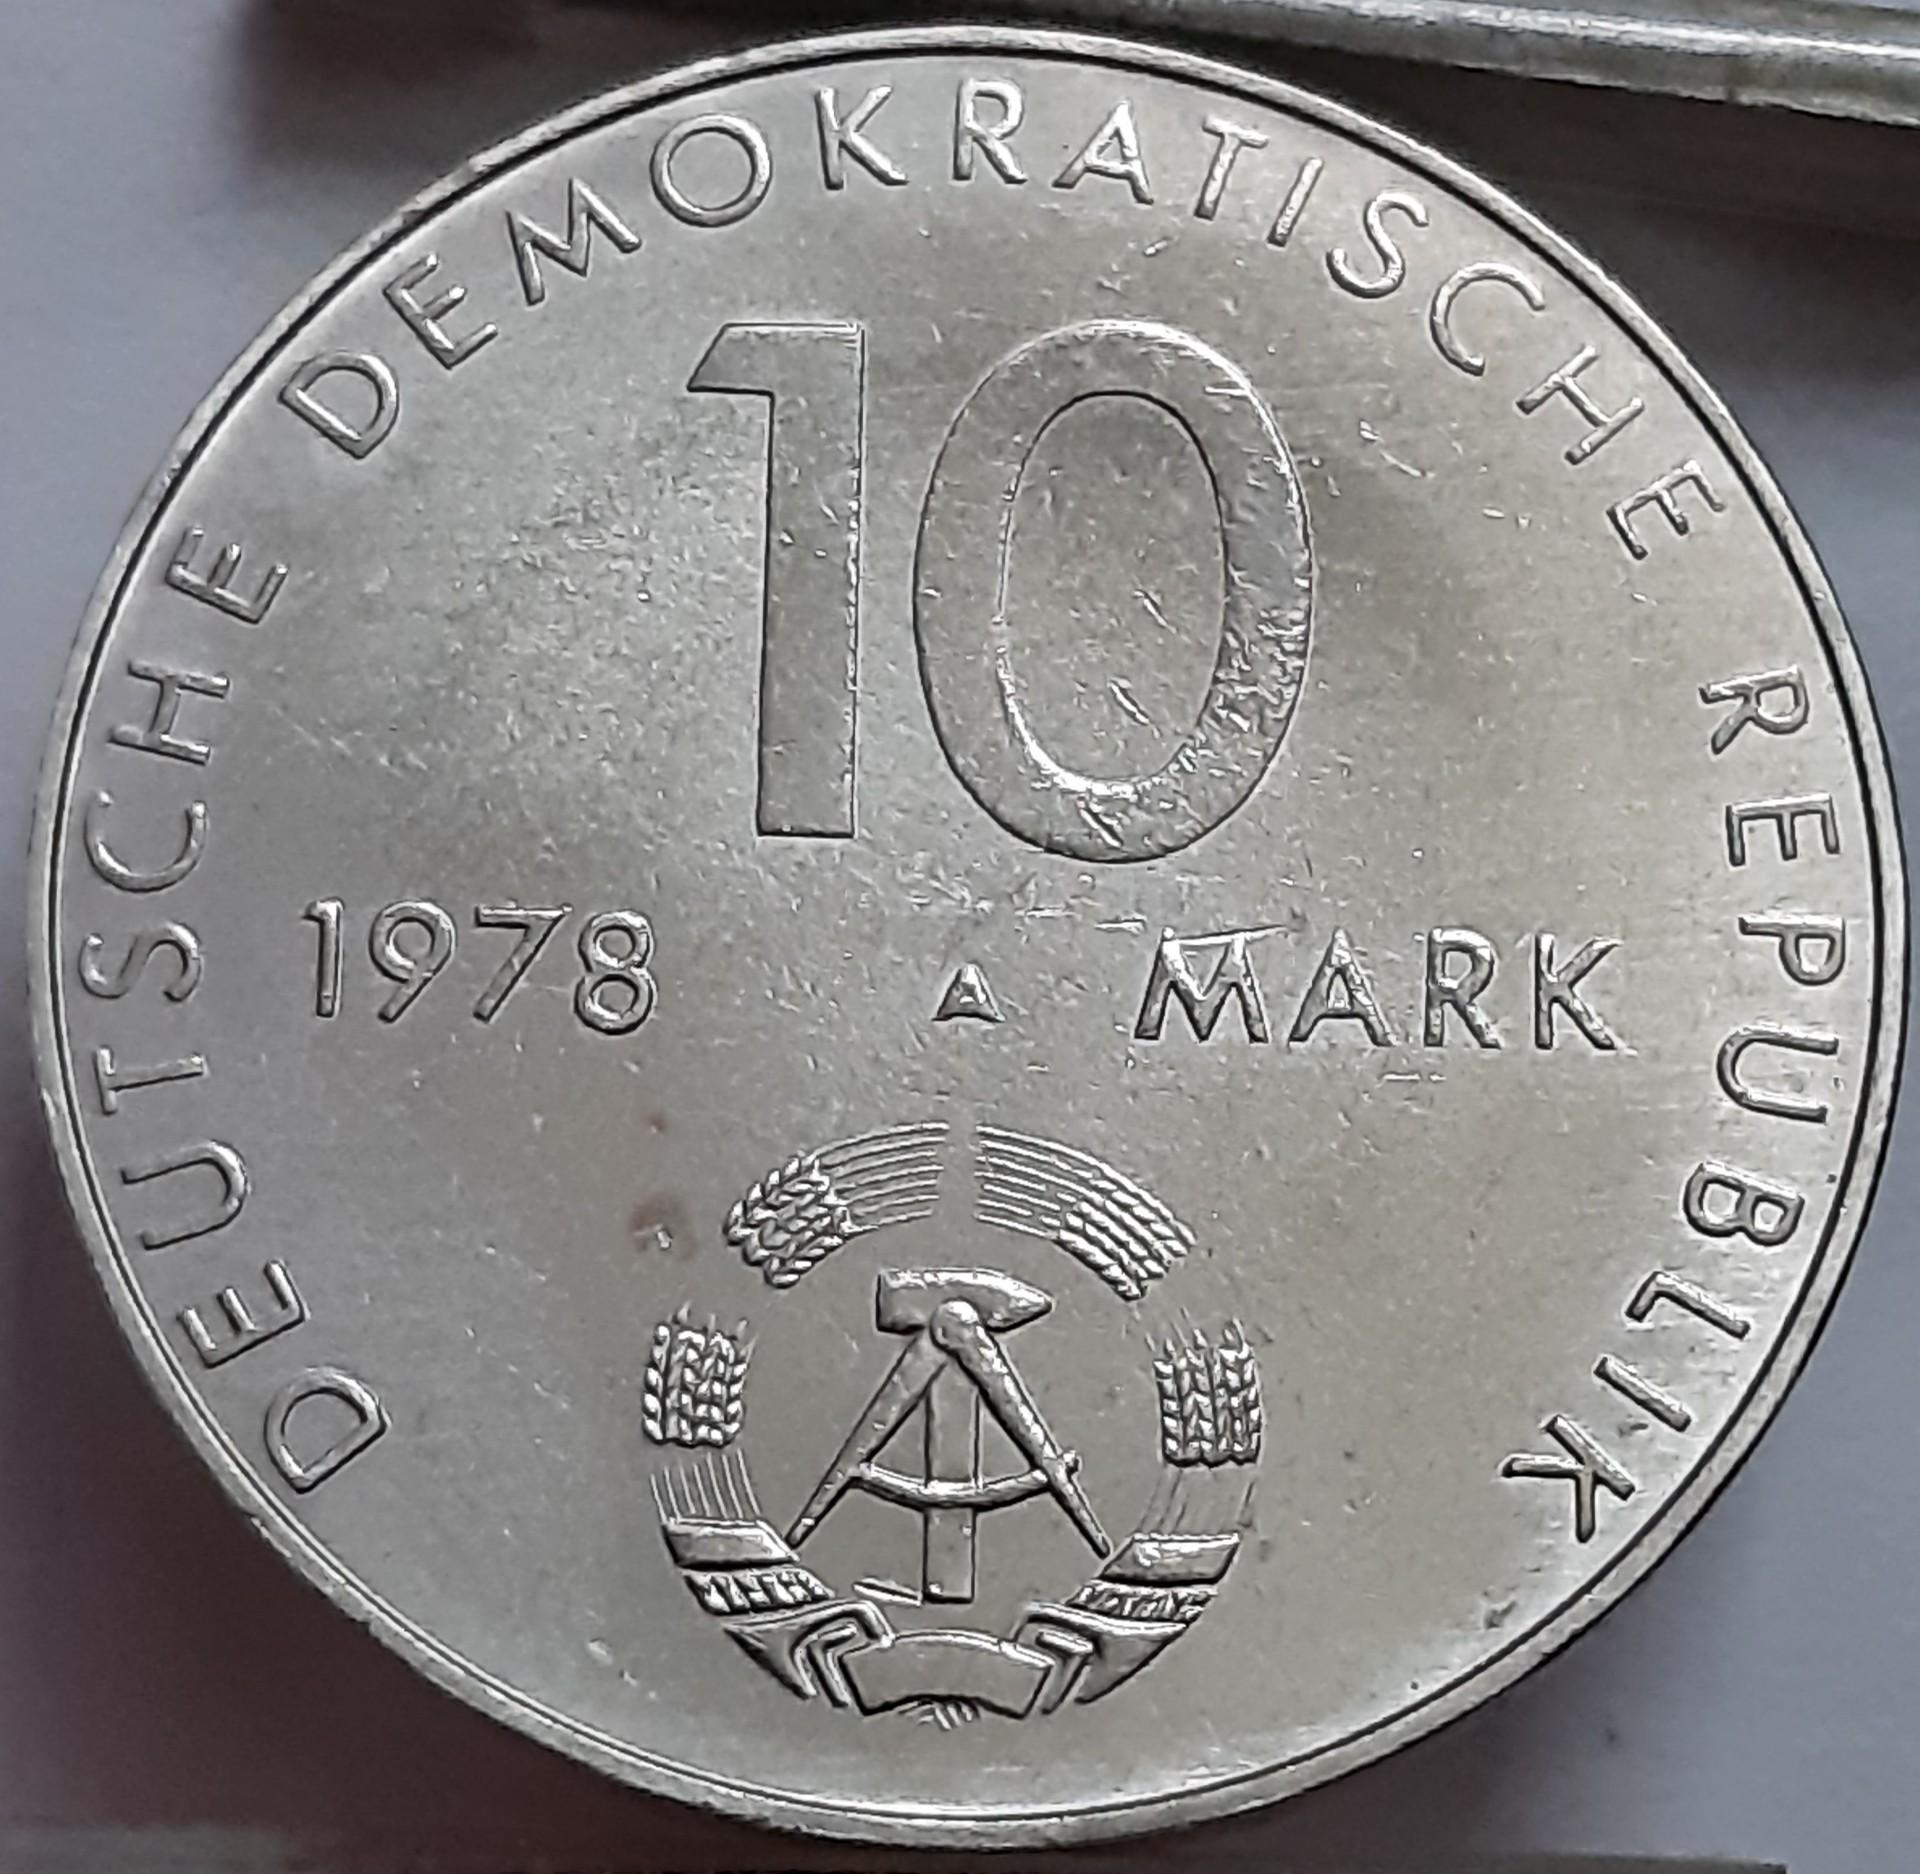 DEUTSCHE DEMOKRATISCHE REPUBLIK
10
1978 A MARK